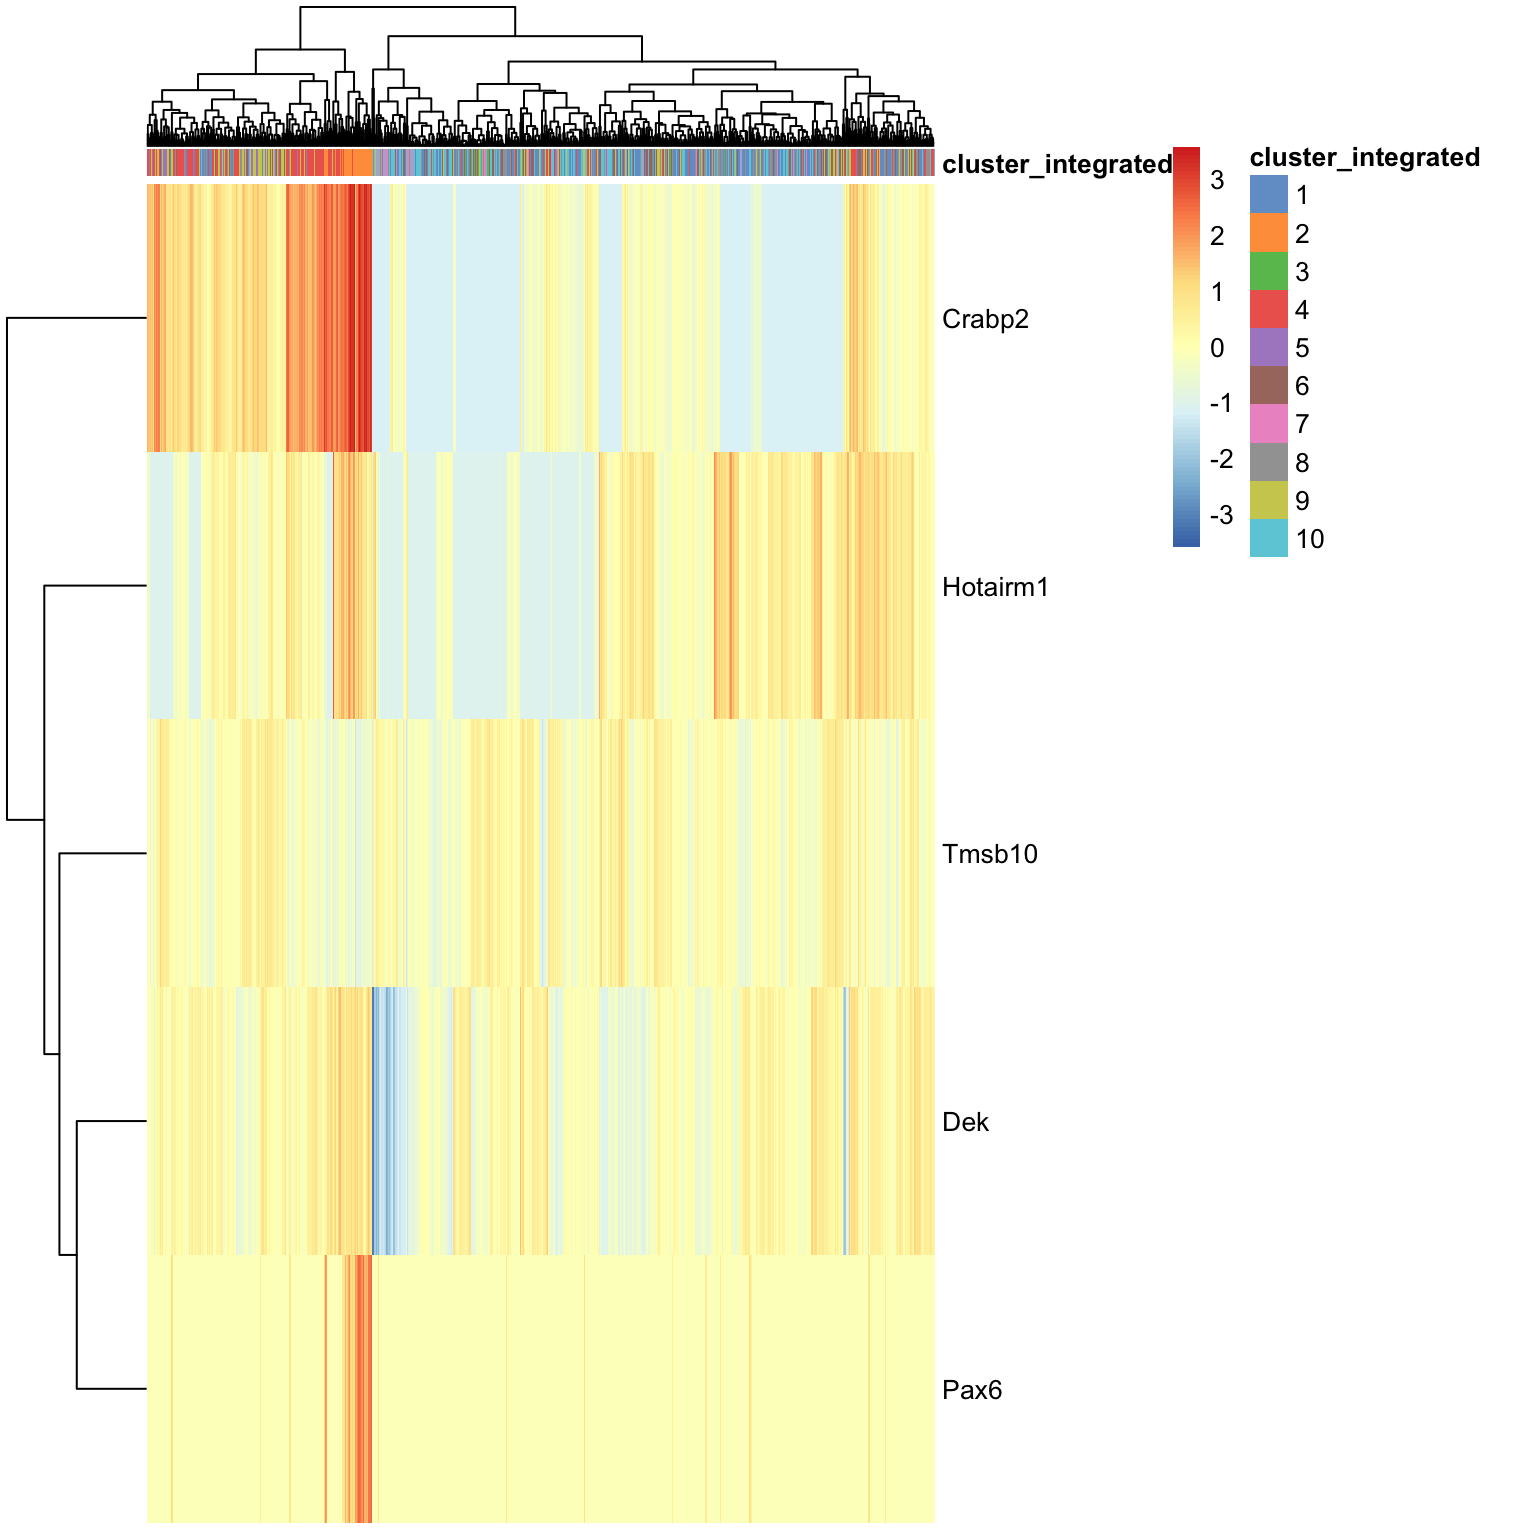 cluster_integrated
3
2
1
0
-1
-2
-3
cluster_integrated
1
2
3
4
5
6
7
8
9
10
Crabp2
Hotairm1
Tmsb10
Dek
Pax6